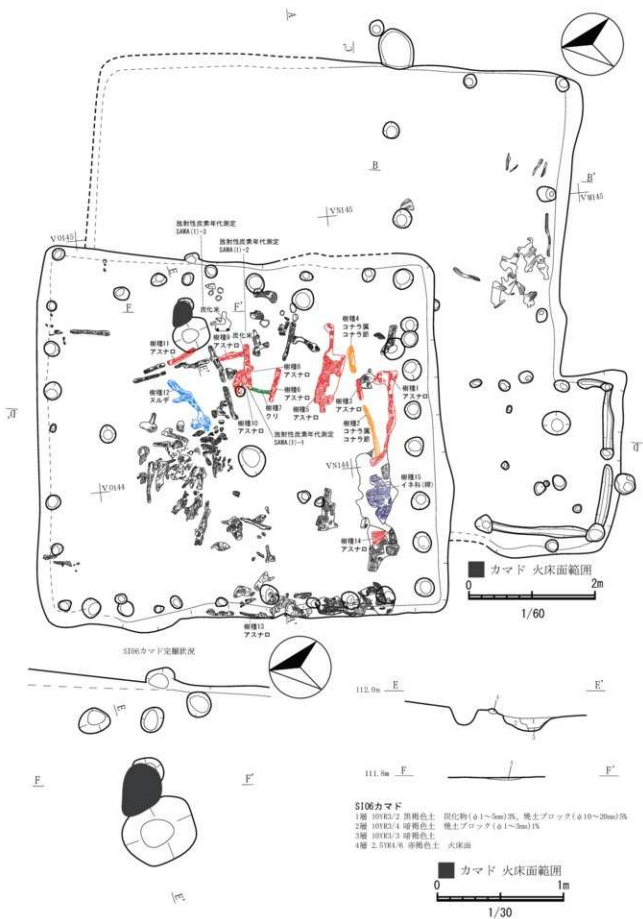 A
C'
B
B'
VM145
VN145
VO145
放射性炭素年代測定
SAMA(1)-3
放射性炭素年代測定
SAMA(1)-2
E
F
F'
炭化米
樹種9
アスナロ
炭化米
樹種4
コナラ属
コナラ節
樹種11
アスナロ
樹種8
アスナロ
樹種6
アスナロ
樹種1
アスナロ
樹種12
ヌルデ
樹種7
クリ
樹種5
アスナロ
樹種3
アスナロ
樹種10
アスナロ
樹種2
コナラ属
コナラ節
放射性炭素年代測定
SAMA(1)-1
VN144
VO144
樹種15
イネ科(稈)
樹種14
アスナロ
樹種13
アスナロ
カマド 火床面範囲
0 2m
1/60
SI06カマド完掘状況
E
F
F'
E'
112.0m E E'
4
1
2
3
111.8m F F'
4
SI06カマド
1層 10YR3/2 黒褐色土 炭化物(φ1~5mm)3%、焼土ブロック(φ10~20mm)5%
2層 10YR3/4 暗褐色土 焼土ブロック(φ1~3mm)1%
3層 10YR3/3 暗褐色土
4層 2.5YR4/6 赤褐色土 火床面
カマド 火床面範囲
0 1m
1/30